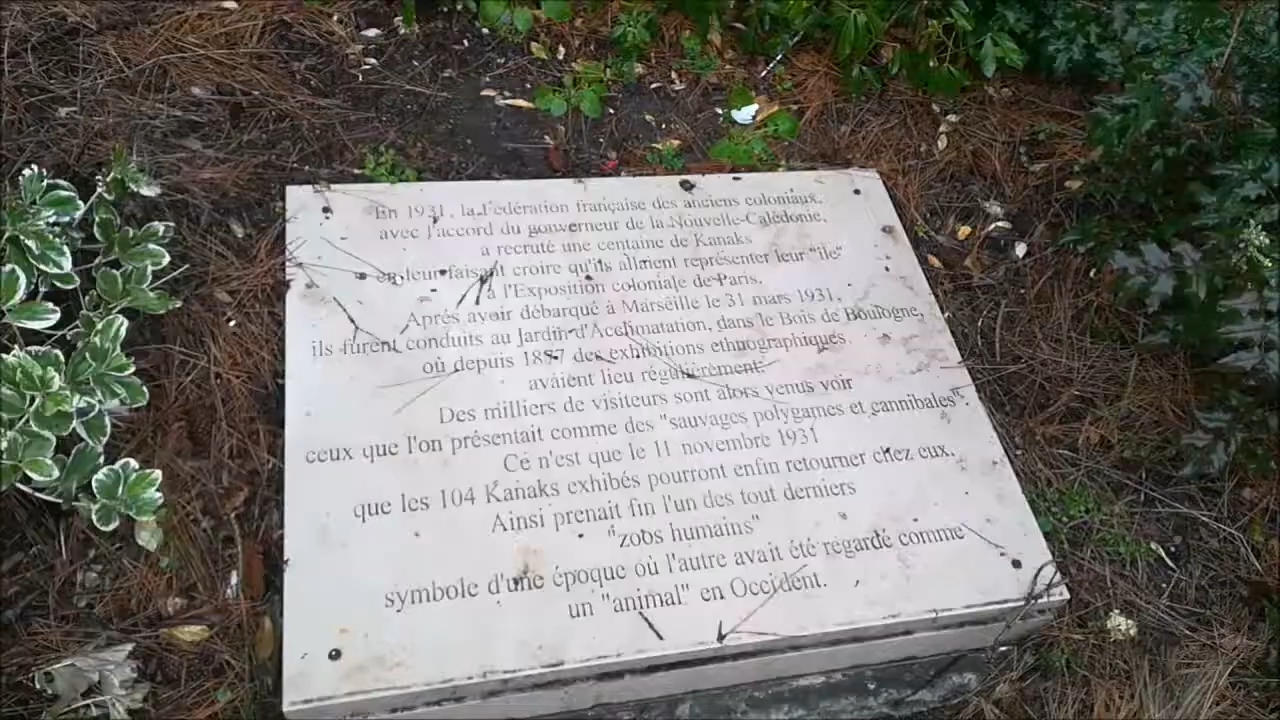 En 1931, la Fédération française des anciens coloniaux,
avec l'accord du gouverneur de la Nouvelle-Calédonie,
a recruté une centaine de Kanaks
en leur faisant croire qu'ils allaient représenter leur "île"
à l'Exposition coloniale de Paris.
Après avoir débarqué à Marseille le 31 mars 1931,
ils furent conduits au Jardin d'Acclimatation, dans le Bois de Boulogne,
où depuis 1877 des exhibitions ethnographiques,
avaient lieu régulièrement.
Des milliers de visiteurs sont alors venus voir
ceux que l'on présentait comme des "sauvages polygames et cannibales".
Ce n'est que le 11 novembre 1931
que les 104 Kanaks exhibés pourront enfin retourner chez eux.
Ainsi prenait fin l'un des tout derniers
"zoos humains"
symbole d'une époque où l'autre avait été regardé comme
un "animal" en Occident.